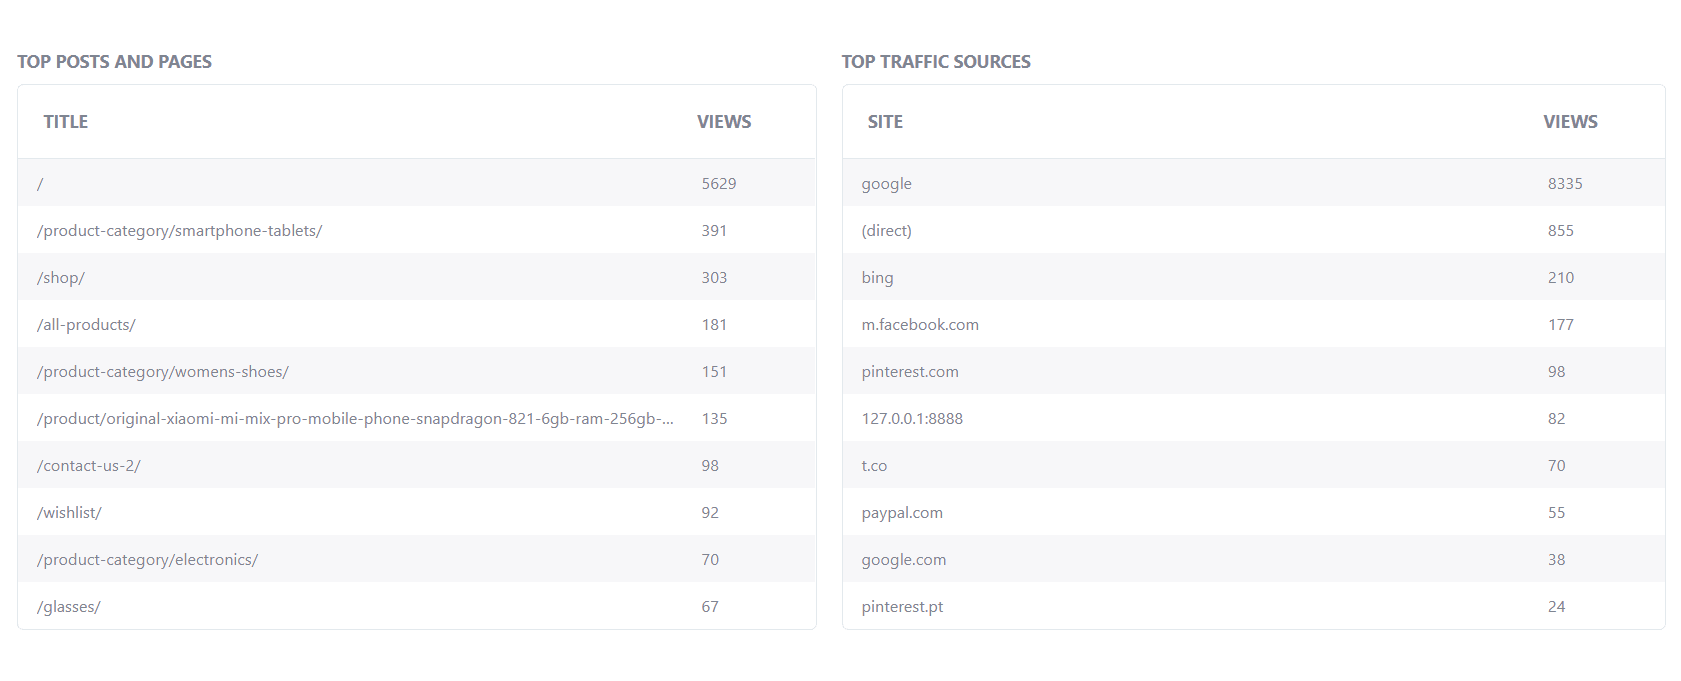 TOP POSTS AND PAGES
TITLE VIEWS
/ 5629
/product-category/smartphone-tablets/ 391
/shop/ 303
/all-products/ 181
/product-category/womens-shoes/ 151
/product/original-xiaomi-mi-mix-pro-mobile-phone-snapdragon-821-6gb-ram-256gb-... 135
/contact-us-2/ 98
/wishlist/ 92
/product-category/electronics/ 70
/glasses/ 67
TOP TRAFFIC SOURCES
SITE VIEWS
google 8335
(direct) 855
bing 210
m.facebook.com 177
pinterest.com 98
127.0.0.1:8888 82
t.co 70
paypal.com 55
google.com 38
pinterest.pt 24